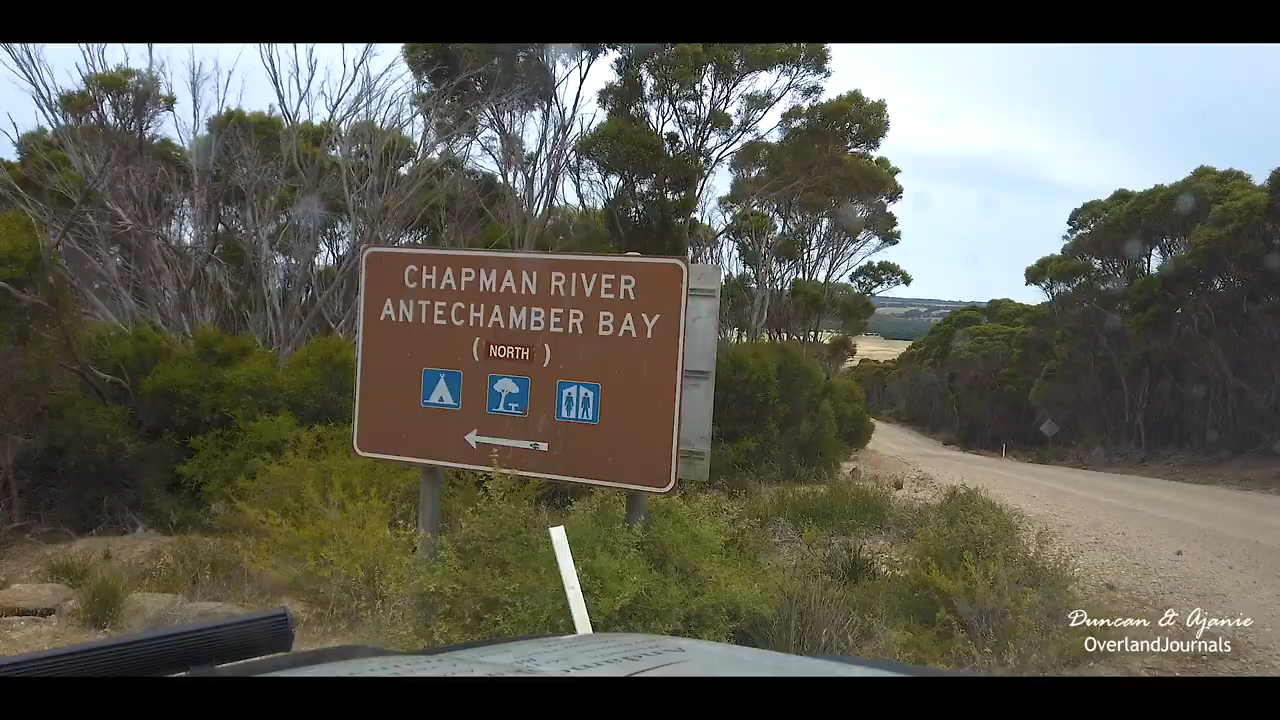 CHAPMAN RIVER
ANTECHAMBER BAY
( NORTH )
Duncan & Ajanie
OverlandJournals